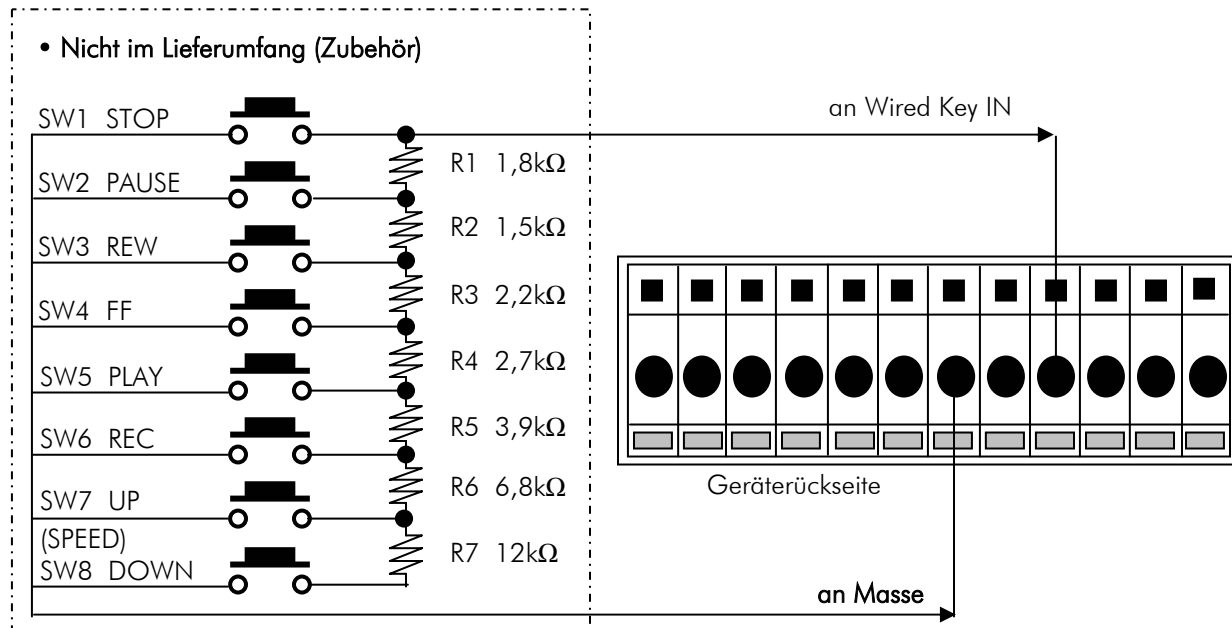 • Nicht im Lieferumfang (Zubehör)
SW1 STOP
SW2 PAUSE
SW3 REW
SW4 FF
SW5 PLAY
SW6 REC
SW7 UP
(SPEED)
SW8 DOWN
R1 1,8kΩ
R2 1,5kΩ
R3 2,2kΩ
R4 2,7kΩ
R5 3,9kΩ
R6 6,8kΩ
R7 12kΩ
an Wired Key IN
Geräterückseite
an Masse